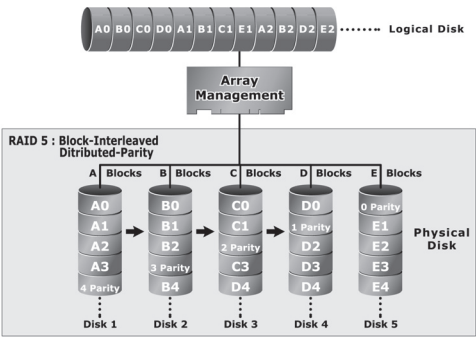 A0 B0 C0 D0 A1 B1 C1 E1 A2 B2 D2 E2 Logical Disk
Array
Management
RAID 5 : Block-Interleaved
Ditributed-Parity
A Blocks B Blocks C Blocks D Blocks E Blocks
A0 B0 C0 D0 0 Parity
A1 B1 C1 1 Parity E1
A2 B2 2 Parity D2 E2
A3 3 Parity C3 D3 E3
4 Parity B4 D4 D4 E4
Physical
Disk
Disk 1 Disk 2 Disk 3 Disk 4 Disk 5